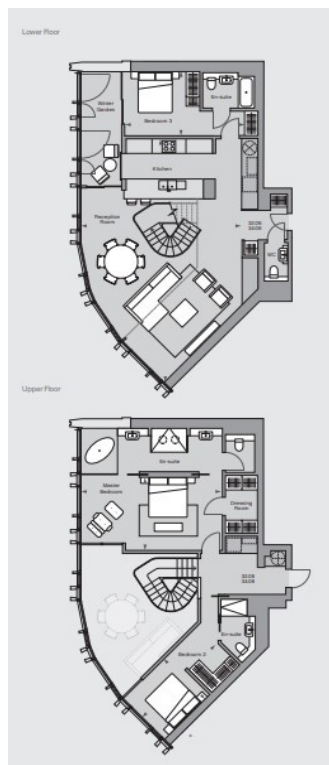 Lower Floor
Winter
Garden
En-suite
Bedroom 3
Kitchen
Reception
Room
WC
Upper Floor
En-suite
Master
Bedroom
Dressing
Room
En-suite
Bedroom 2